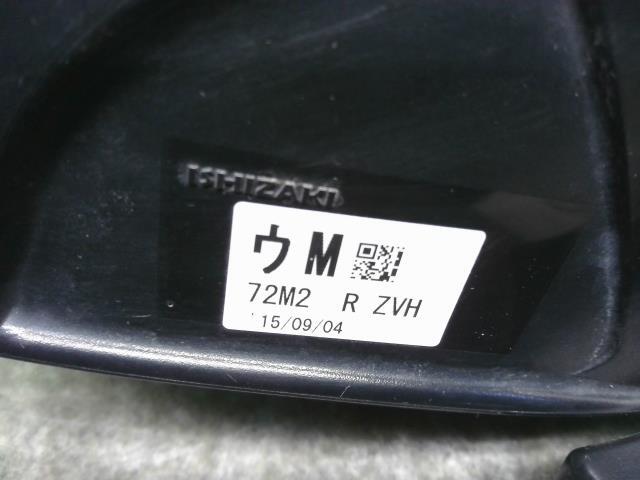 ISHIZAKI
ウM
72M2 R ZVH
'15/09/04